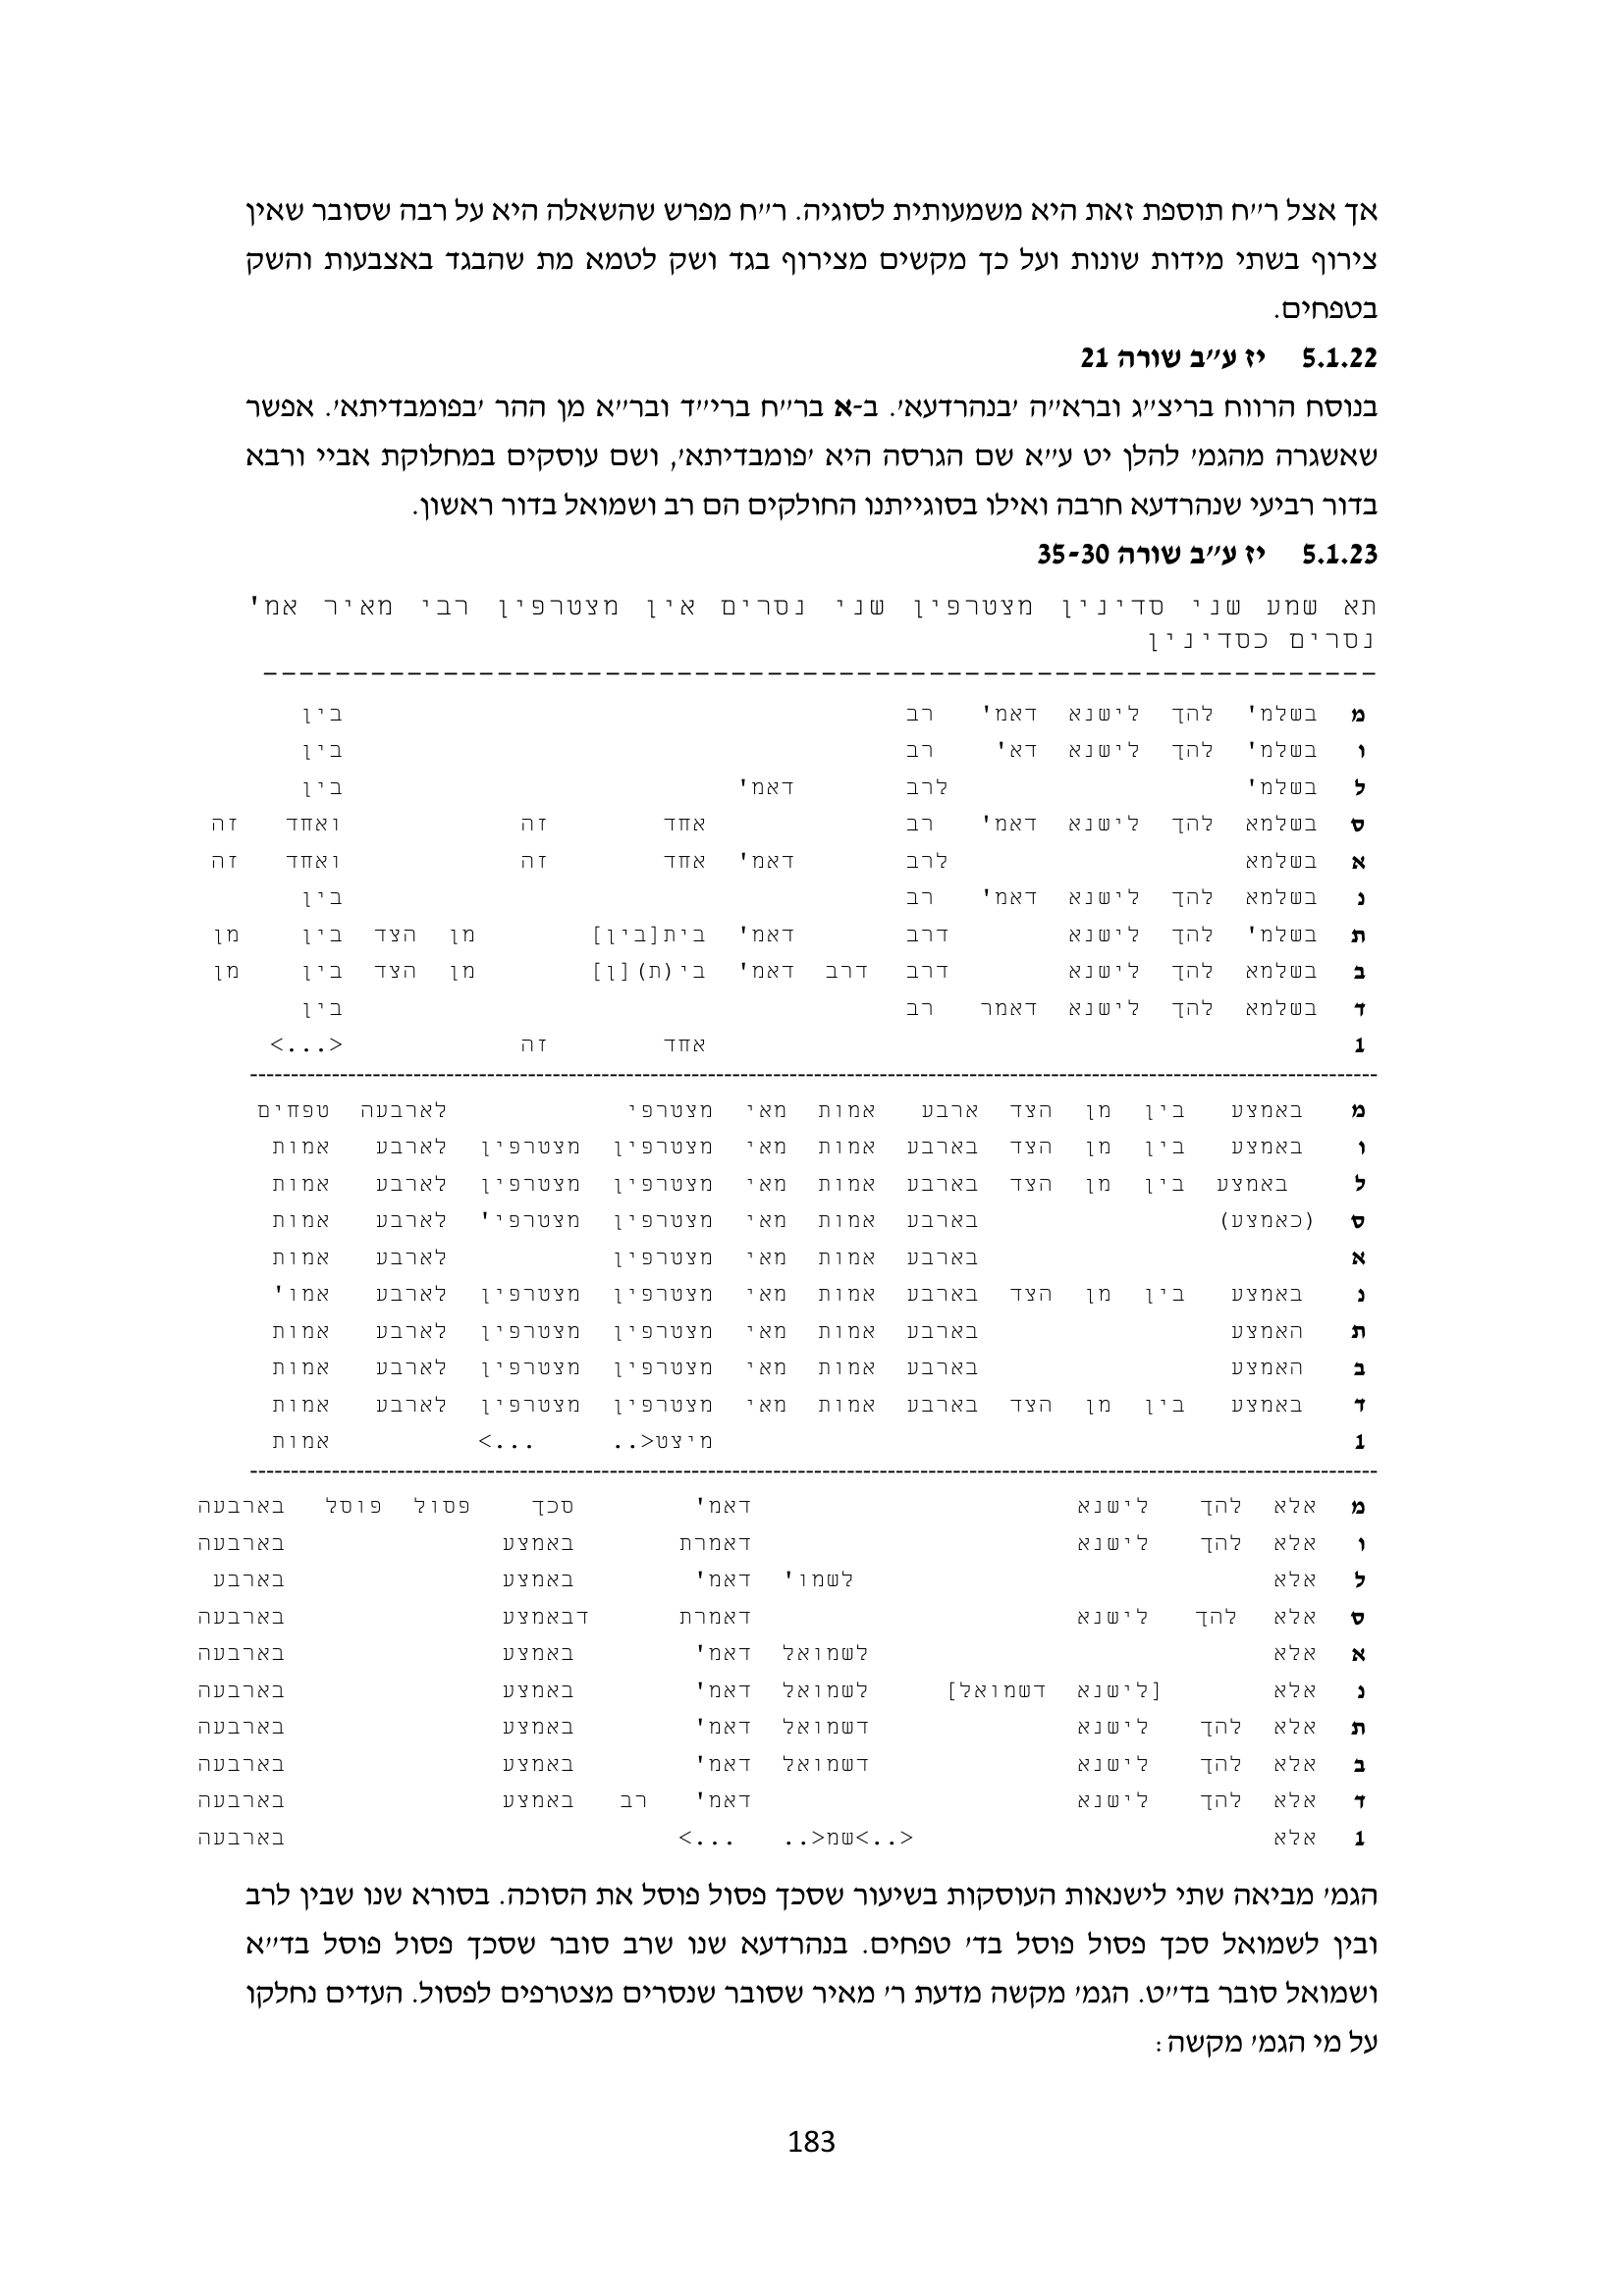 אך אצל ר״ח תוספת זאת היא משמעותית לסוגיה. ר״ח מפרש שהשאלה היא על רבה שסובר שאין
צירוף בשתי מידות שונות ועל כך מקשים מצירוף בגד ושק לטמא מת שהבגד באצבעות והשק
בטפחים.
5.1.22 יז ע״ב שורה 21
בנוסח הרווח בריצ״ג ובראי״ה ׳בנהרדעא׳. ב-א בר״ח ברי״ד ובר״א מן ההר ׳בפומבדיתא׳. אפשר
שאשגרה מהגמ׳ להלן יט ע״א שם הגרסה היא ׳פומבדיתא׳, ושם עוסקים במחלוקת אביי ורבא
בדור רביעי שנהרדעא חרבה ואילו בסוגייתנו החולקים הם רב ושמואל בדור ראשון.
5.1.23 יז ע״ב שורה 35-30
תא שמע שני סדינין מצטרפין שני נסרים אין מצטרפין רבי מאיר אמ'
נסרים כסדינין
מ בשלמ' להך לישנא דאמ' רב בין
ו בשלמ' להך לישנא דא' רב בין
ל בשלמ' לרב דאמ' בין
ס בשלמא להך לישנא דאמ' רב אחד זה ואחד זה
א בשלמא לרב דאמ' אחד זה ואחד זה
נ בשלמא להך לישנא דאמ' רב בין
ת בשלמ' להך לישנא דרב דאמ' בית[בין] מן הצד בין מן
ב בשלמא להך לישנא דרב דרב דאמ' בי(ת)[ן] מן הצד בין מן
ד בשלמא להך לישנא דאמר רב בין
1 אחד זה <...>
מ באמצע בין מן הצד ארבע אמות מאי מצטרפי לארבעה טפחים
ו באמצע בין מן הצד בארבע אמות מאי מצטרפין מצטרפין לארבע אמות
ל באמצע בין מן הצד בארבע אמות מאי מצטרפין מצטרפין לארבע אמות
ס (כאמצע) בארבע אמות מאי מצטרפין מצטרפי' לארבע אמות
א בארבע אמות מאי מצטרפין לארבע אמות
נ באמצע בין מן הצד בארבע אמות מאי מצטרפין מצטרפין לארבע אמו'
ת האמצע בארבע אמות מאי מצטרפין מצטרפין לארבע אמות
ב האמצע בארבע אמות מאי מצטרפין מצטרפין לארבע אמות
ד באמצע בין מן הצד בארבע אמות מאי מצטרפין מצטרפין לארבע אמות
1 מיצט<.. ...> אמות
מ אלא להך לישנא דאמ' סכך פסול פוסל בארבעה
ו אלא להך לישנא דאמרת באמצע בארבעה
ל אלא לשמו' דאמ' באמצע בארבע
ס אלא להך לישנא דאמרת דבאמצע בארבעה
א אלא לשמואל דאמ' באמצע בארבעה
נ אלא [לישנא דשמואל] לשמואל דאמ' באמצע בארבעה
ת אלא להך לישנא דשמואל דאמ' באמצע בארבעה
ב אלא להך לישנא דשמואל דאמ' באמצע בארבעה
ד אלא להך לישנא דאמ' רב באמצע בארבעה
1 אלא <..>שמ<.. ...> בארבעה
הגמ׳ מביאה שתי לישנאות העוסקות בשיעור שסכך פסול פוסל את הסוכה. בסורא שנו שבין לרב
ובין לשמואל סכך פסול פוסל בד׳ טפחים. בנהרדעא שנו שרב סובר שסכך פסול פוסל בד״א
ושמואל סובר בד״ט. הגמ׳ מקשה מדעת ר׳ מאיר שסובר שנסרים מצטרפים לפסול. העדים נחלקו
על מי הגמ׳ מקשה:
183